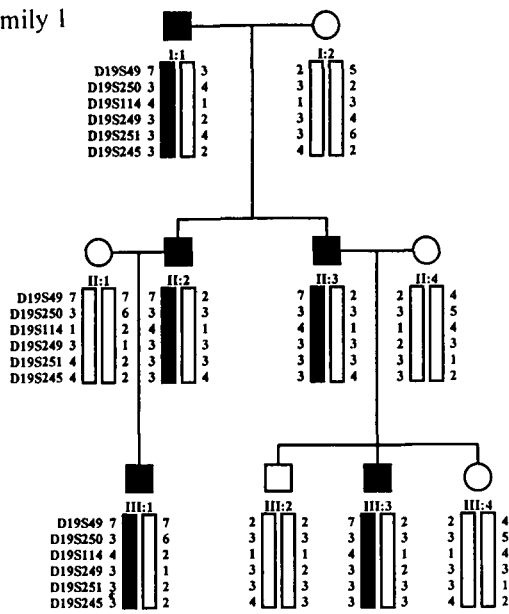 mily 1
I:1 I:2
D19S49 7 3 2 5
D19S250 3 4 3 2
D19S114 4 1 1 3
D19S249 3 2 3 4
D19S251 3 4 3 6
D19S245 3 2 4 2
II:1 II:2 II:3 II:4
D19S49 7 7 7 2 7 2 2 4
D19S250 3 6 3 3 3 3 3 5
D19S114 1 2 4 1 4 1 1 4
D19S249 3 1 3 3 3 3 2 3
D19S251 4 2 3 3 3 3 3 1
D19S245 4 2 3 4 3 4 3 2
III:1 III:2 III:3 III:4
D19S49 7 7 2 2 7 2 2 4
D19S250 3 6 3 3 3 3 3 5
D19S114 4 2 1 1 4 1 1 4
D19S249 3 1 3 2 3 2 3 3
D19S251 3 2 3 3 3 3 3 1
D19S245 3 2 4 3 3 3 4 2